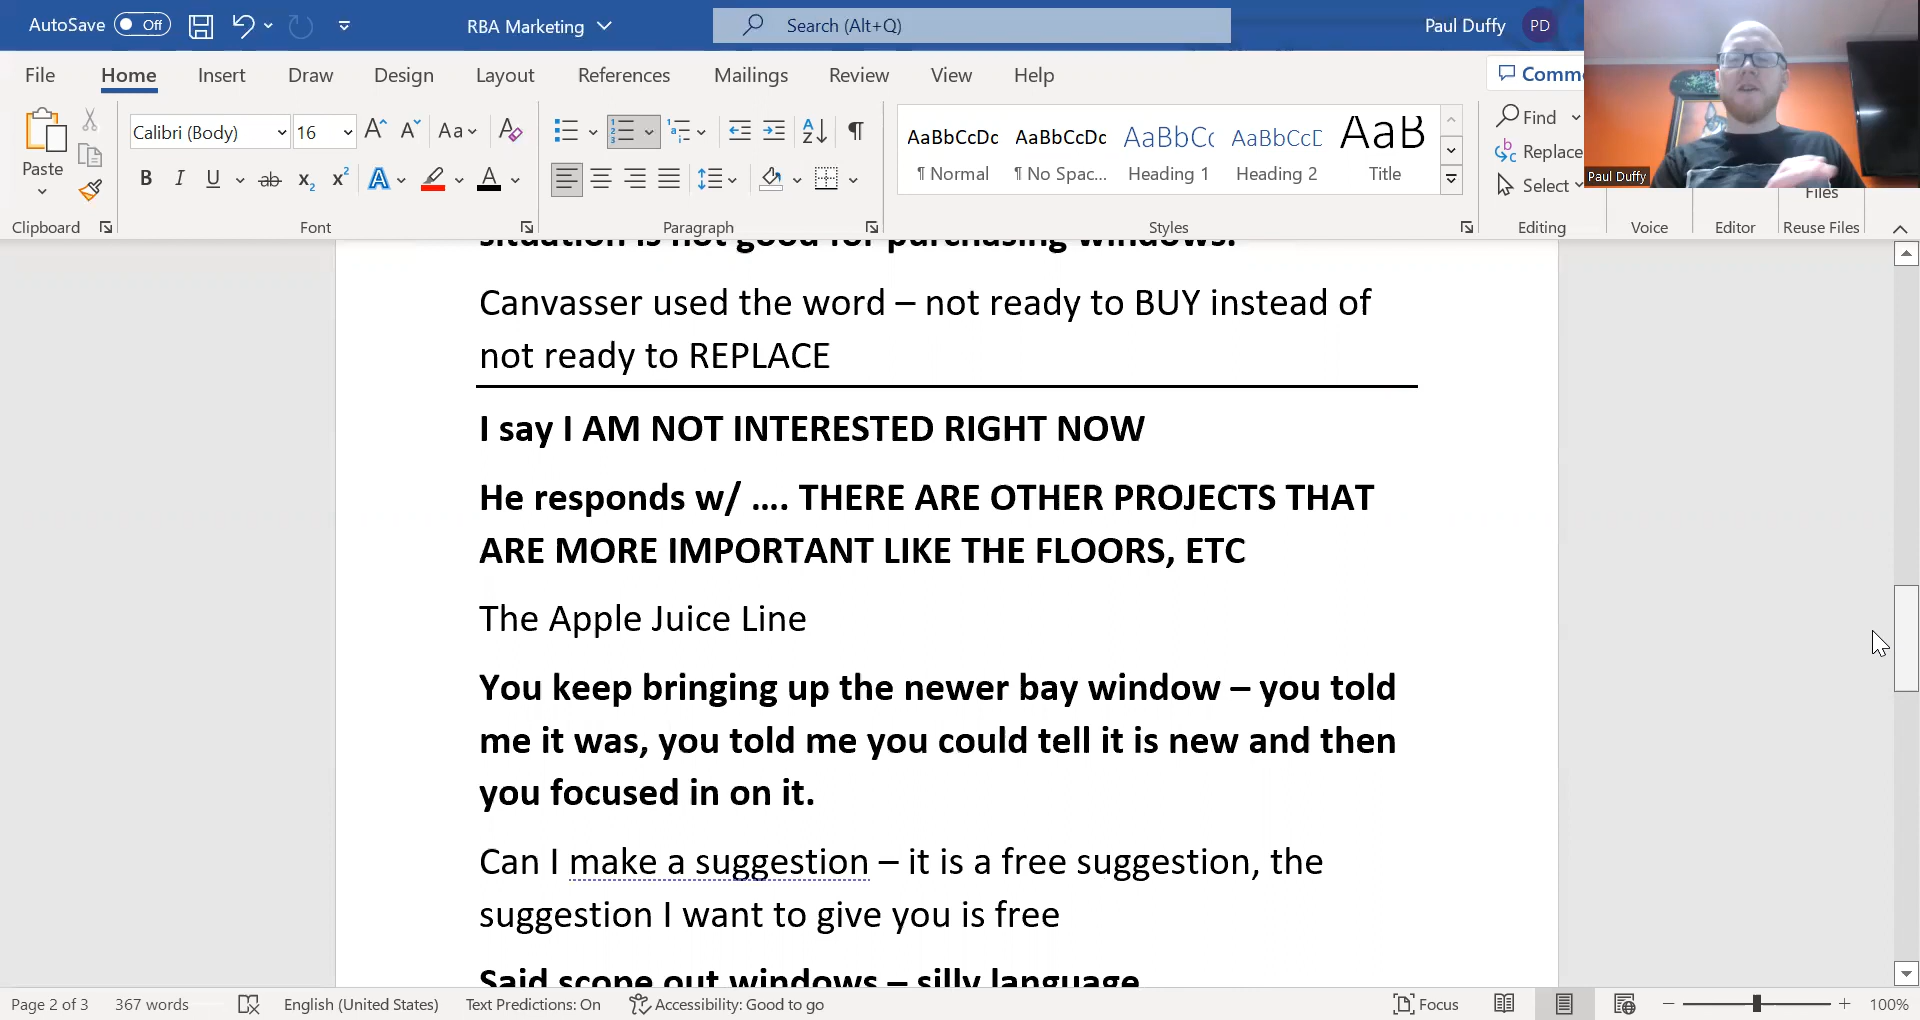 AutoSave Off RBA Marketing Search (Alt+Q) Paul Duffy PD
File Home Insert Draw Design Layout References Mailings Review View Help
Paste
Calibri (Body) 16 Aa
AaBbCcDc AaBbCcDc AaBbC AaBbCcD AaB
¶ Normal ¶ No Spac... Heading 1 Heading 2 Title
Find
Replace
Select
Paul Duffy
Files
Clipboard Font Paragraph Styles Editing Voice Editor Reuse Files
situation is not good for purchasing windows.
Canvasser used the word – not ready to BUY instead of
not ready to REPLACE
I say I AM NOT INTERESTED RIGHT NOW
He responds w/ …. THERE ARE OTHER PROJECTS THAT
ARE MORE IMPORTANT LIKE THE FLOORS, ETC
The Apple Juice Line
You keep bringing up the newer bay window – you told
me it was, you told me you could tell it is new and then
you focused in on it.
Can I make a suggestion – it is a free suggestion, the
suggestion I want to give you is free
Said scope out windows – silly language
Page 2 of 3 367 words English (United States) Text Predictions: On Accessibility: Good to go Focus 100%